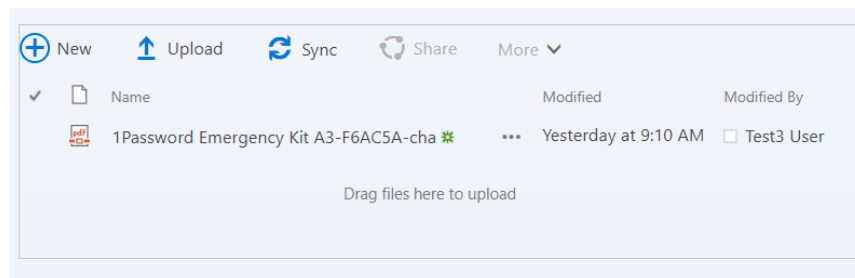 New Upload Sync Share More
Name Modified Modified By
pdf 1Password Emergency Kit A3-F6AC5A-cha ... Yesterday at 9:10 AM Test3 User
Drag files here to upload